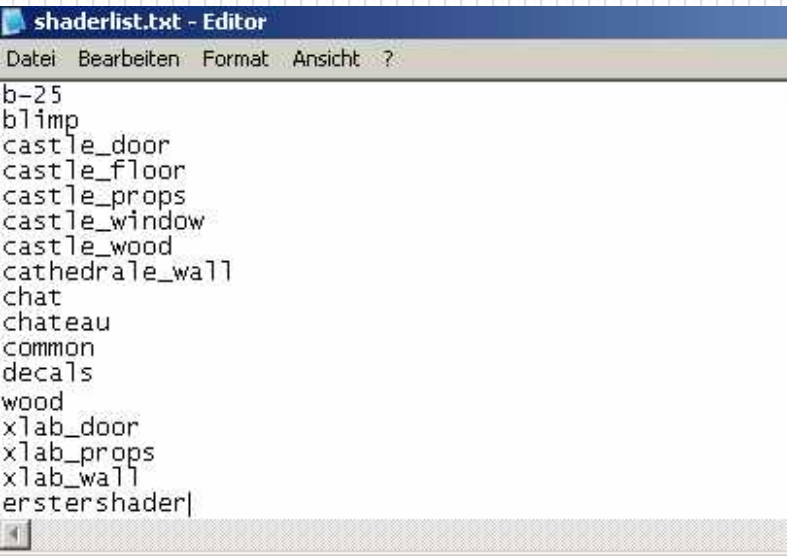 shaderlist.txt - Editor
Datei Bearbeiten Format Ansicht ?
b-25
blimp
castle_door
castle_floor
castle_props
castle_window
castle_wood
cathedrale_wall
chat
chateau
common
decals
wood
xlab_door
xlab_props
xlab_wall
erstershader